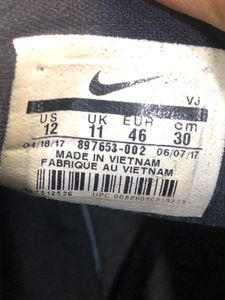 VJ
US UK EUR cm
12 11 46 30
04/18/17 897653-002 06/07/17
MADE IN VIETNAM
FABRIQUE AU VIETNAM
UPC